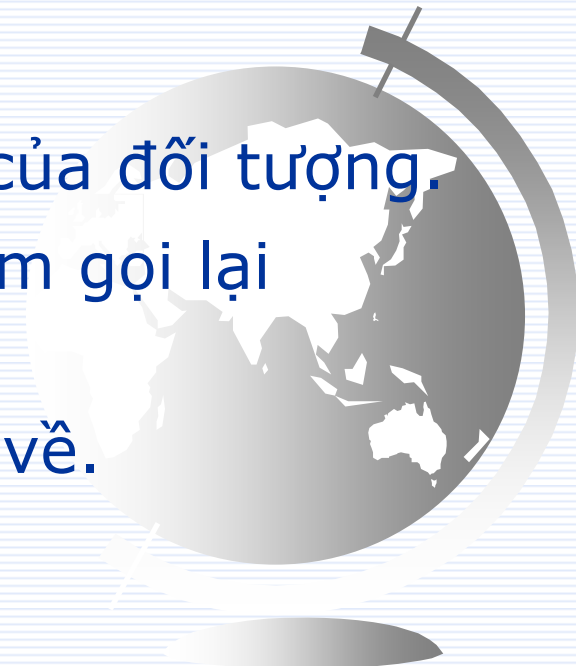 của đối tượng.
m gọi lại
về.